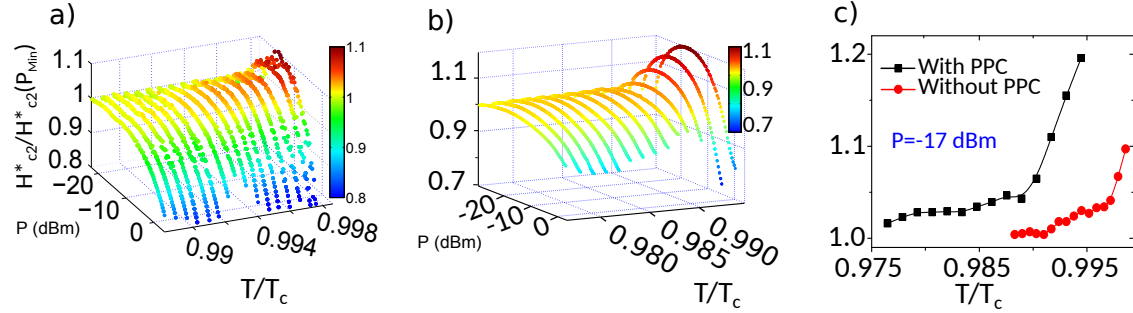 a)
H*c2/H*c2(PMin)
1.1
1
0.9
0.8
−20
−10
0
P (dBm)
0.99
0.994
0.998
T/Tc
1.1
1
0.9
0.8
b)
1.1
0.9
0.7
-20
-10
0
P (dBm)
0.980
0.985
0.990
T/Tc
1.1
0.9
0.7
c)
1.2
1.1
1.0
With PPC
Without PPC
P=-17 dBm
0.975
0.985
0.995
T/Tc